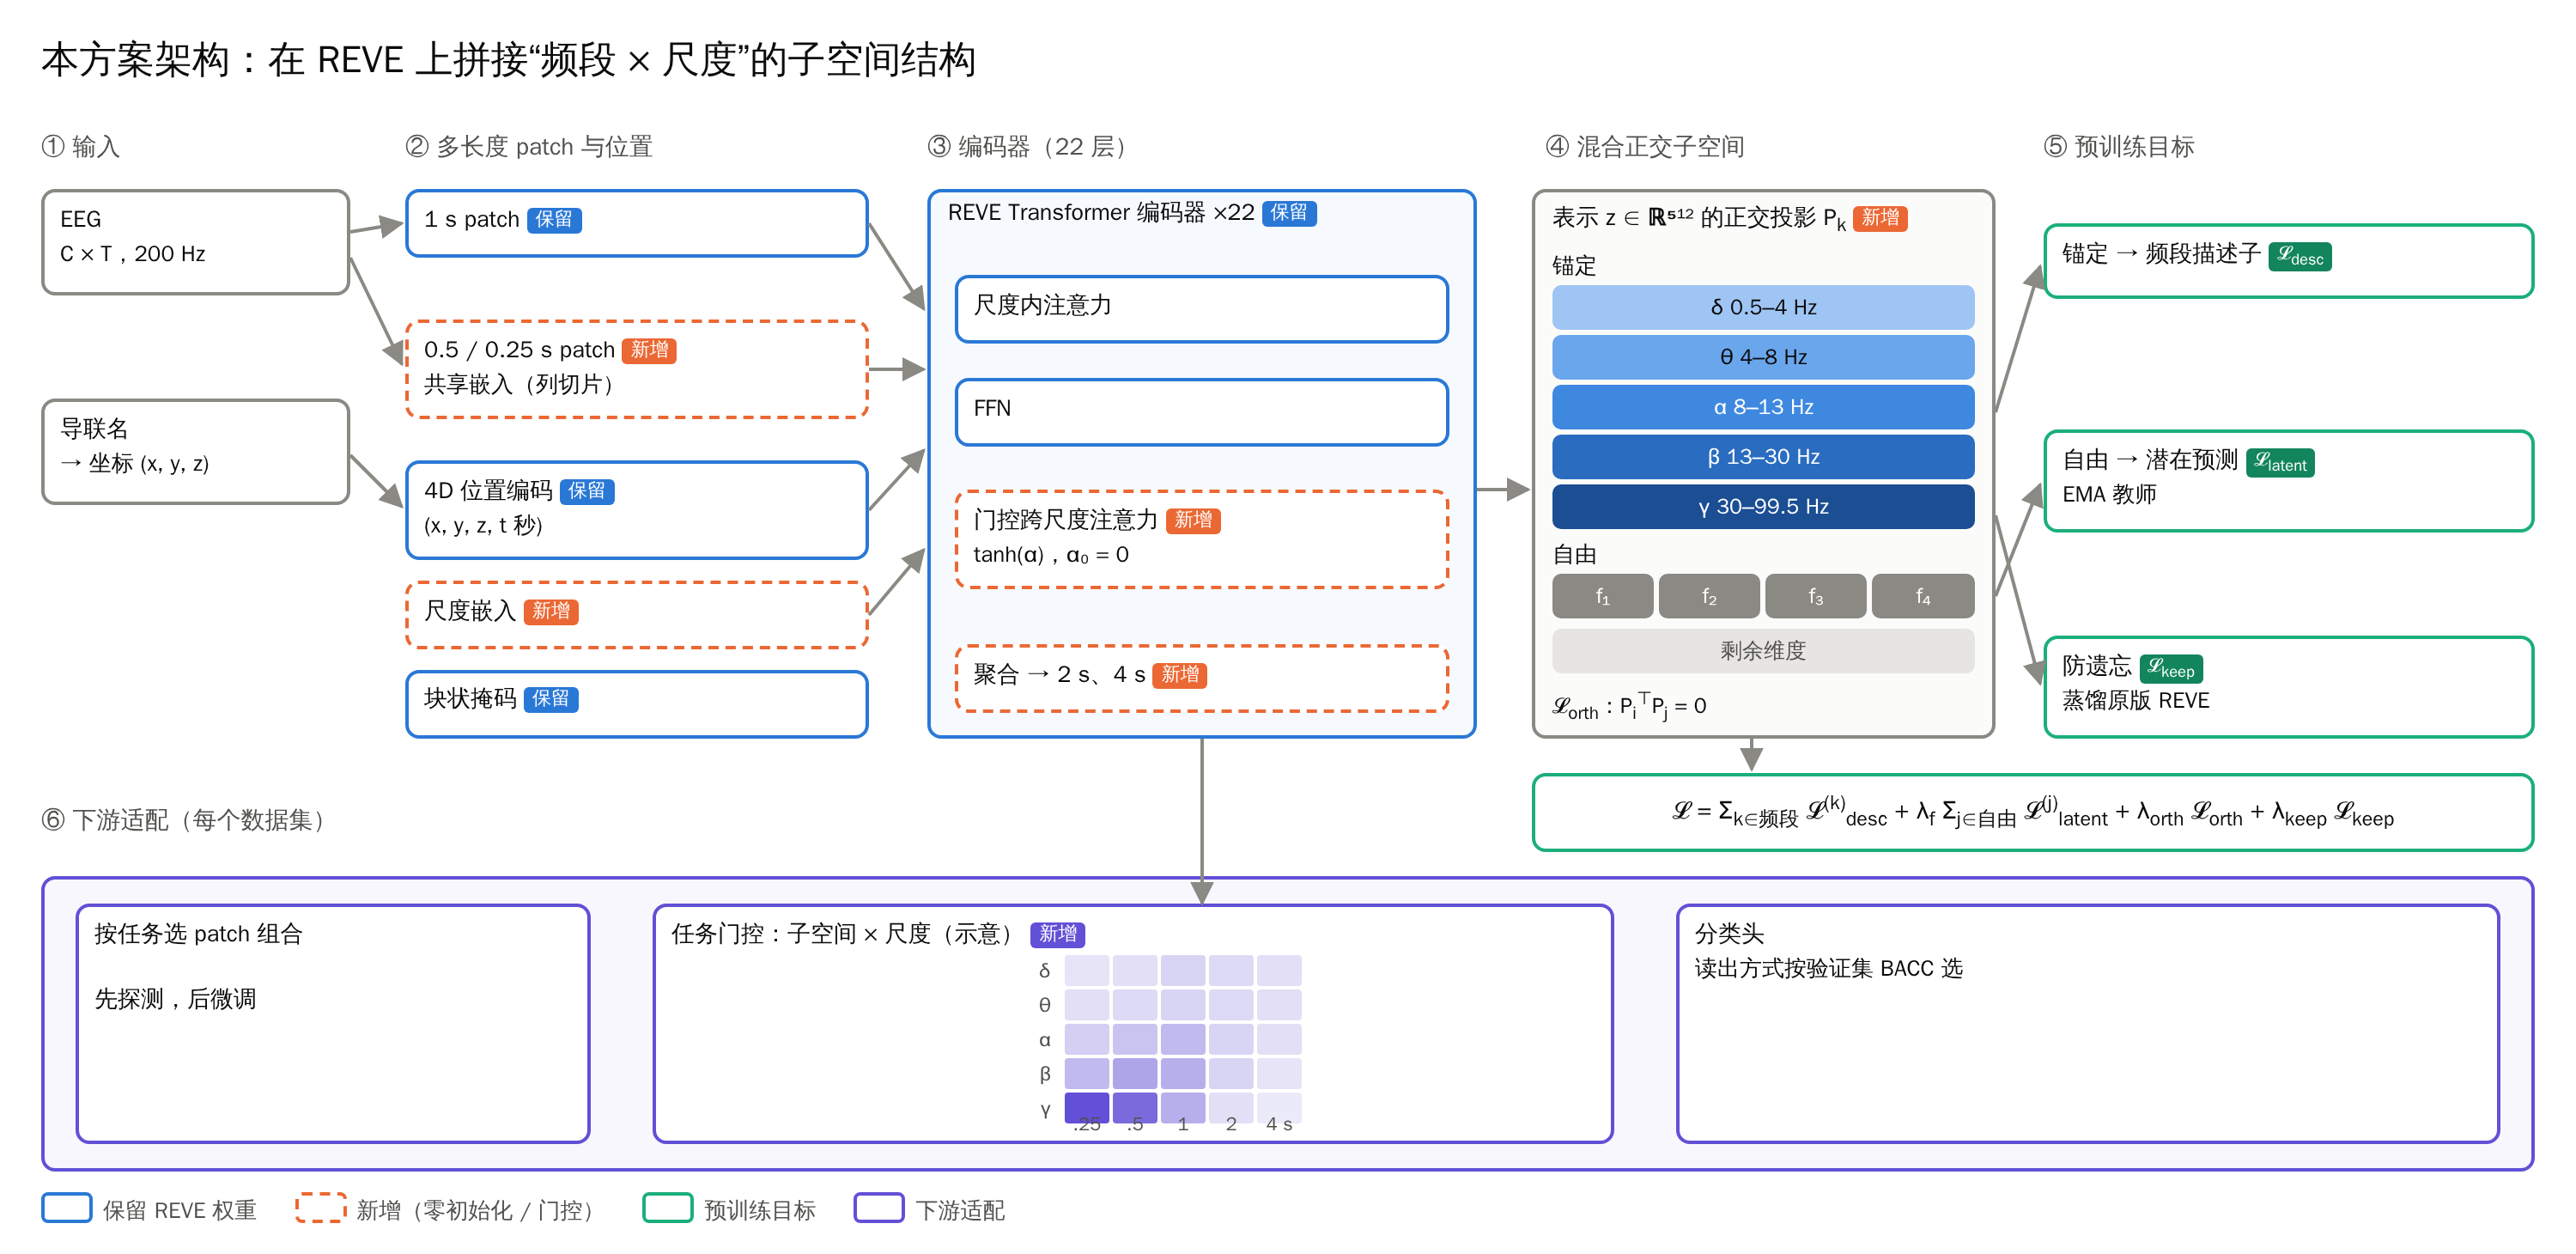 本方案架构：在 REVE 上拼接“频段 × 尺度”的子空间结构
① 输入
EEG
C × T，200 Hz
导联名
→ 坐标 (x, y, z)
② 多长度 patch 与位置
1 s patch 保留
0.5 / 0.25 s patch 新增
共享嵌入（列切片）
4D 位置编码 保留
(x, y, z, t 秒)
尺度嵌入 新增
块状掩码 保留
③ 编码器（22 层）
REVE Transformer 编码器 ×22 保留
尺度内注意力
FFN
门控跨尺度注意力 新增
tanh(α)，α₀ = 0
聚合 → 2 s、4 s 新增
④ 混合正交子空间
表示 z ∈ ℝ⁵¹² 的正交投影 Pₖ 新增
锚定
δ 0.5–4 Hz
θ 4–8 Hz
α 8–13 Hz
β 13–30 Hz
γ 30–99.5 Hz
自由
f₁ f₂ f₃ f₄
剩余维度
ℒorth：Pᵢ⊤Pⱼ = 0
⑤ 预训练目标
锚定 → 频段描述子 ℒdesc
自由 → 潜在预测 ℒlatent
EMA 教师
防遗忘 ℒkeep
蒸馏原版 REVE
ℒ = Σk∈频段 ℒ(k)desc + λf Σj∈自由 ℒ(j)latent + λorth ℒorth + λkeep ℒkeep
⑥ 下游适配（每个数据集）
按任务选 patch 组合
先探测，后微调
任务门控：子空间 × 尺度（示意） 新增
δ
θ
α
β
γ
.25 .5 1 2 4 s
分类头
读出方式按验证集 BACC 选
保留 REVE 权重
新增（零初始化 / 门控）
预训练目标
下游适配